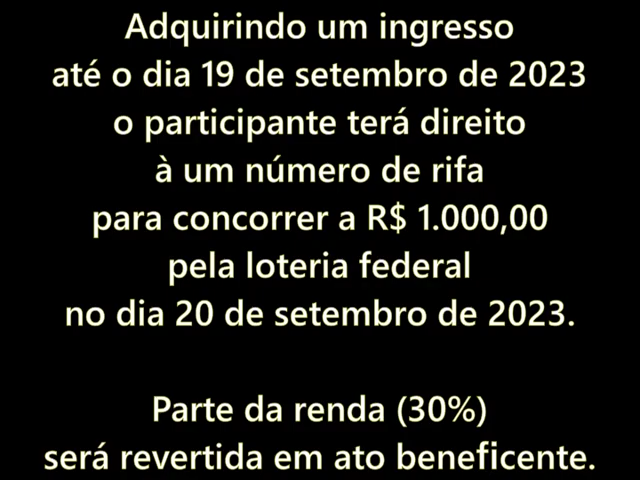 Adquirindo um ingresso
até o dia 19 de setembro de 2023
o participante terá direito
à um número de rifa
para concorrer a R$ 1.000,00
pela loteria federal
no dia 20 de setembro de 2023.
Parte da renda (30%)
será revertida em ato beneficente.